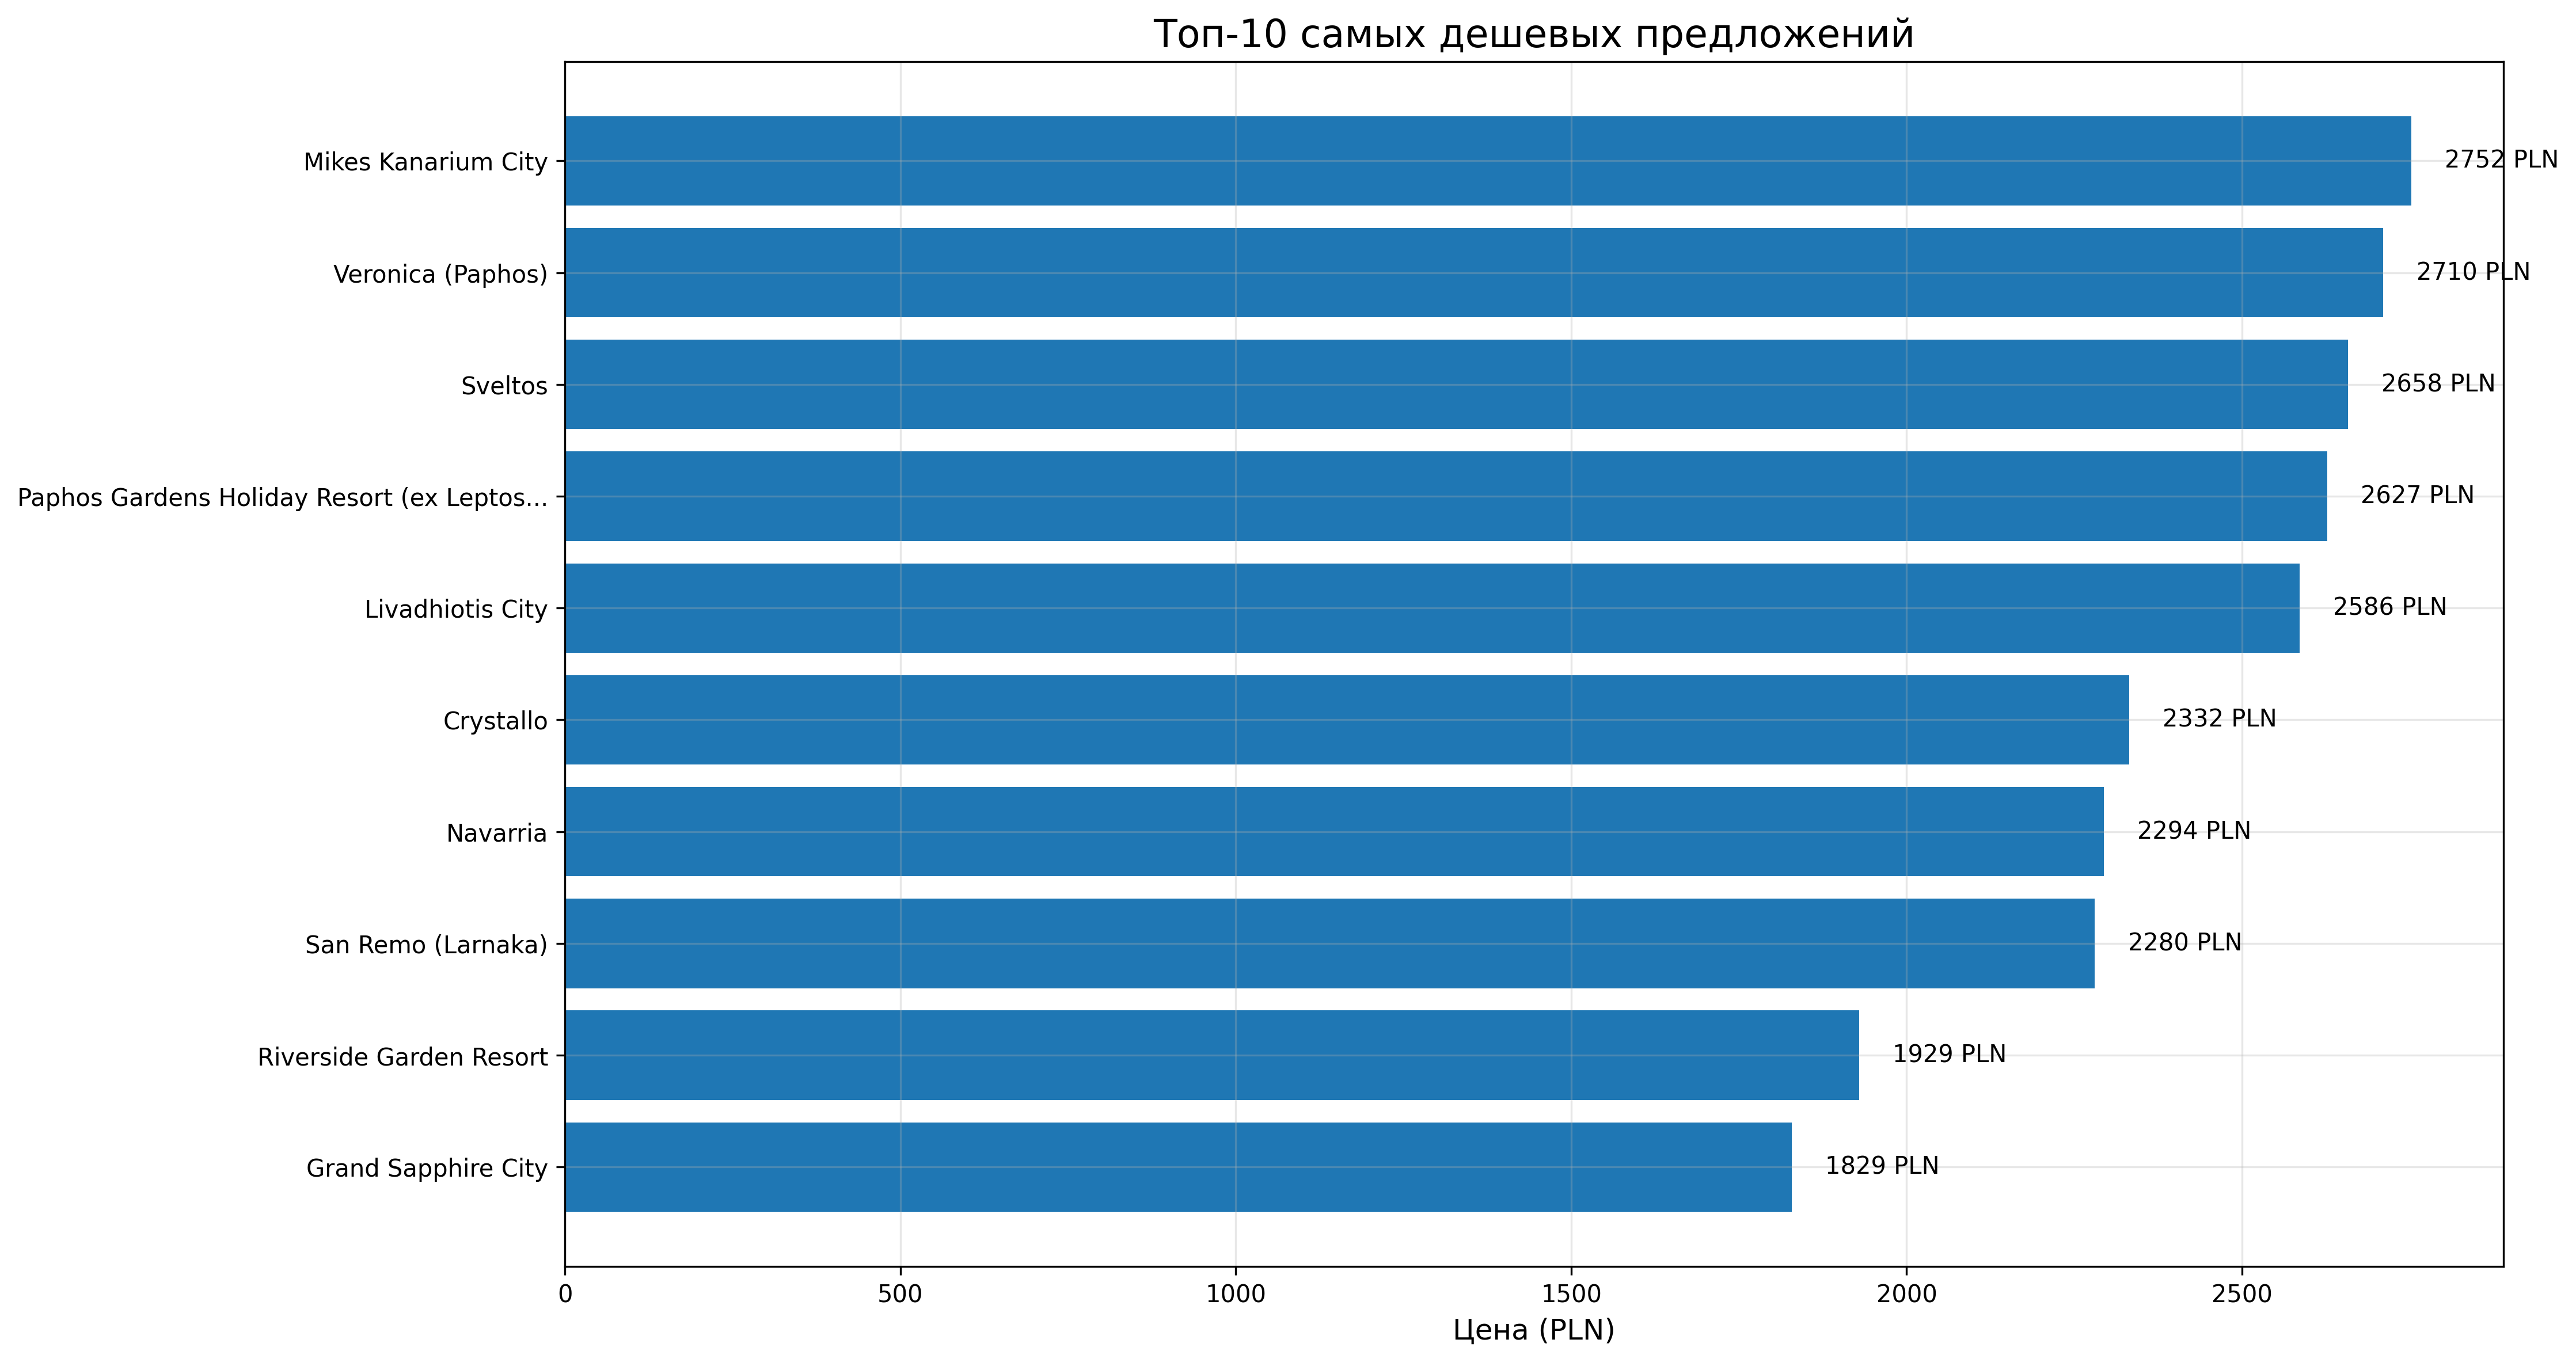 Топ-10 самых дешевых предложений
Mikes Kanarium City
2752 PLN
Veronica (Paphos)
2710 PLN
Sveltos
2658 PLN
Paphos Gardens Holiday Resort (ex Leptos...
2627 PLN
Livadhiotis City
2586 PLN
Crystallo
2332 PLN
Navarria
2294 PLN
San Remo (Larnaka)
2280 PLN
Riverside Garden Resort
1929 PLN
Grand Sapphire City
1829 PLN
0 500 1000 1500 2000 2500
Цена (PLN)